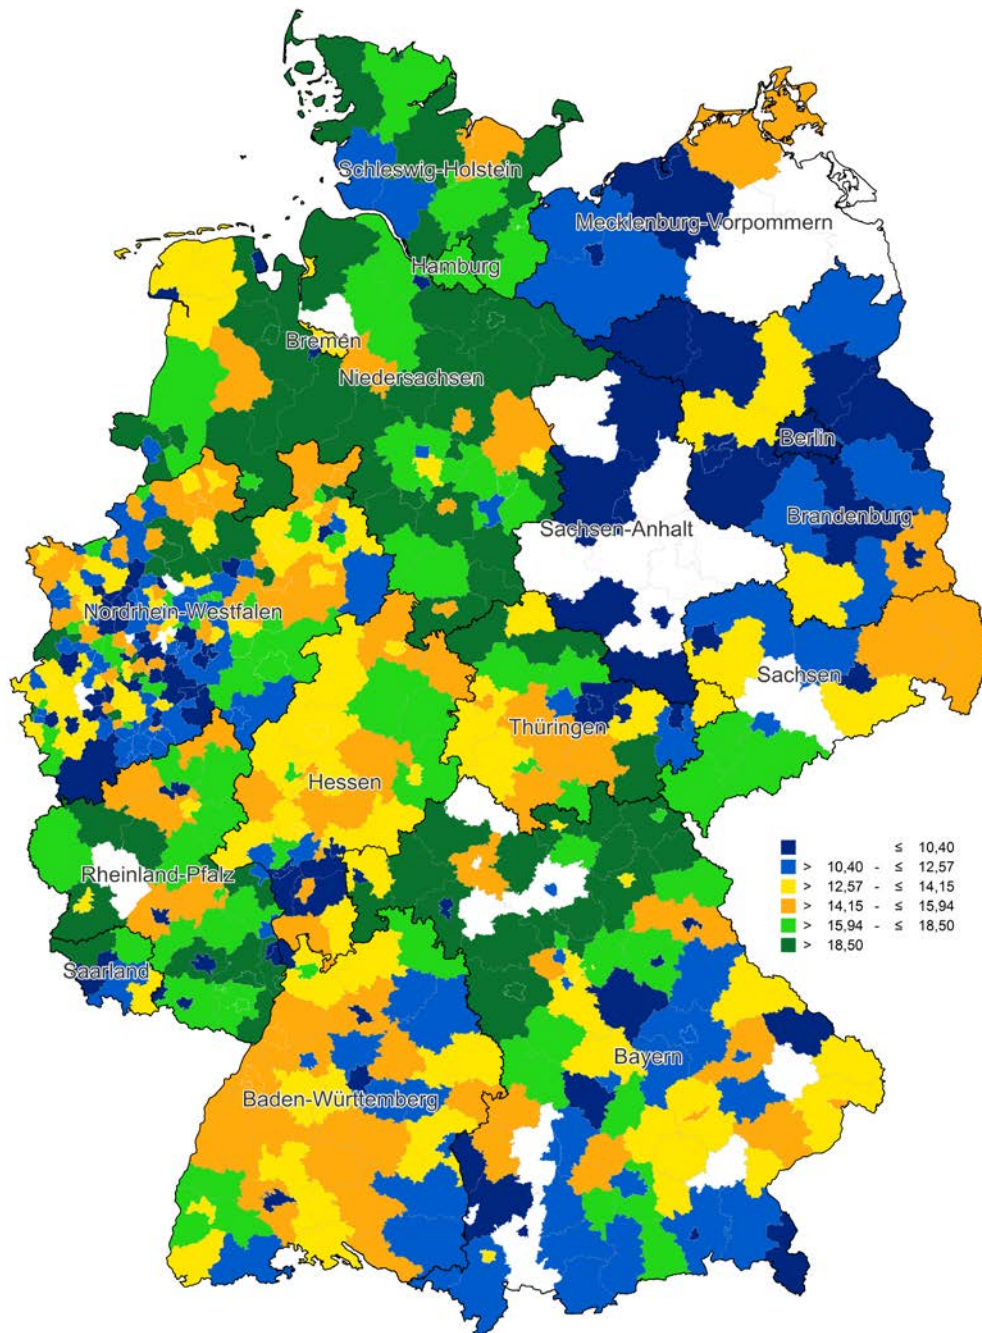 Schleswig-Holstein
Mecklenburg-Vorpommern
Hamburg
Bremen
Niedersachsen
Berlin
Sachsen-Anhalt
Brandenburg
Nordrhein-Westfalen
Sachsen
Thüringen
Hessen
≤ 10,40
> 10,40 - ≤ 12,57
> 12,57 - ≤ 14,15
> 14,15 - ≤ 15,94
> 15,94 - ≤ 18,50
> 18,50
Rheinland-Pfalz
Saarland
Bayern
Baden-Württemberg